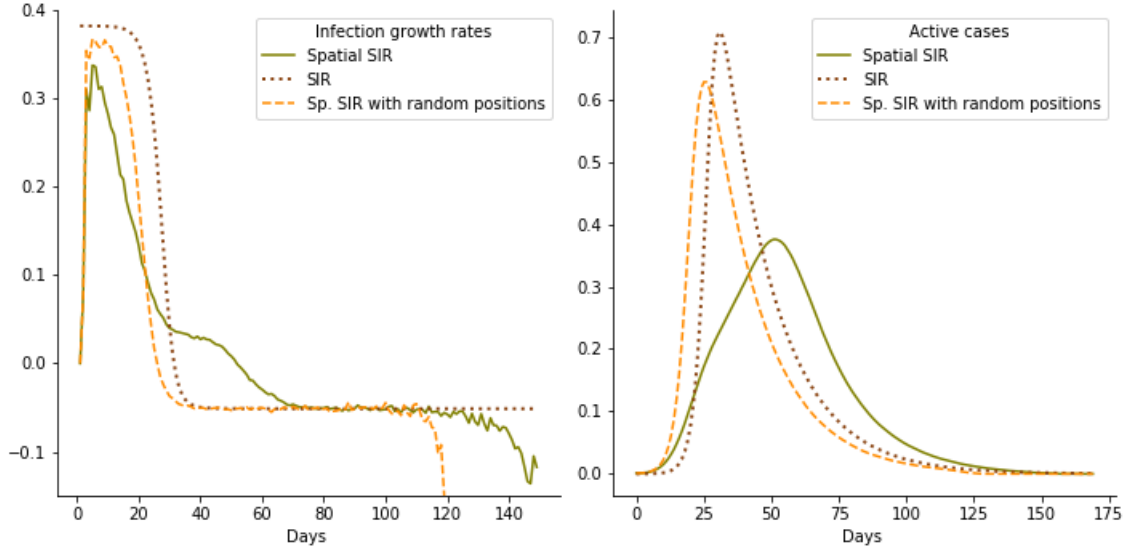 Infection growth rates
Spatial SIR
SIR
Sp. SIR with random positions
0.4
0.3
0.2
0.1
0.0
−0.1
0 20 40 60 80 100 120 140
Days
Active cases
Spatial SIR
SIR
Sp. SIR with random positions
0.7
0.6
0.5
0.4
0.3
0.2
0.1
0.0
0 25 50 75 100 125 150 175
Days